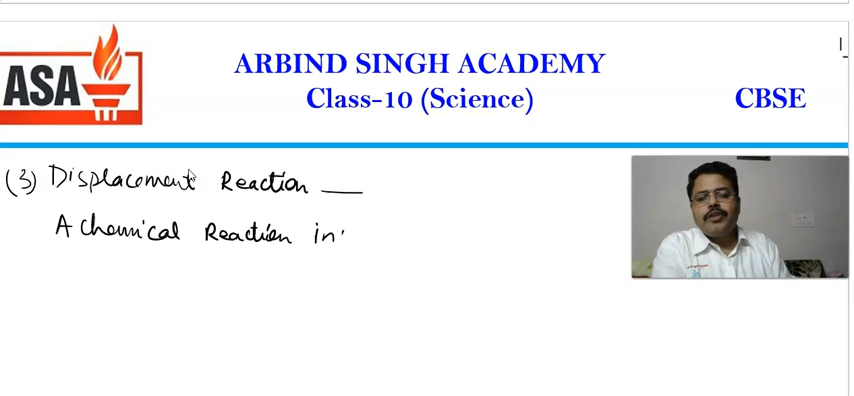 ASA
ARBIND SINGH ACADEMY
Class-10 (Science)
CBSE
(3) Displacement Reaction —
A chemical Reaction in